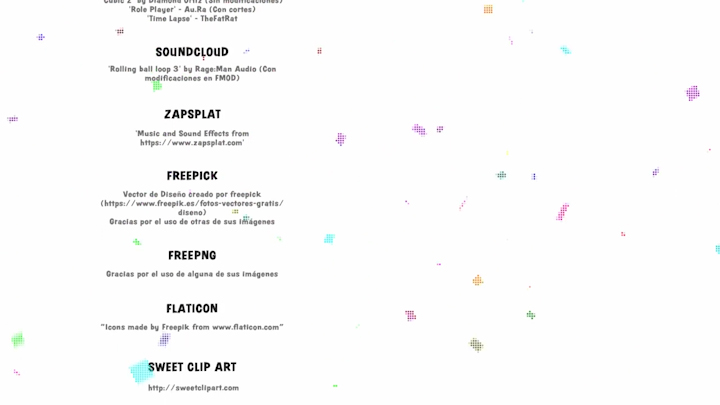 Cubic Z' by Diamond Ortiz (Sin modificaciones)
'Role Player' - Au.Ra (Con cortes)
'Time Lapse' - TheFatRat
SOUNDCLOUD
'Rolling ball loop 3' by Rage:Man Audio (Con
modificaciones en FMOD)
ZAPSPLAT
'Music and Sound Effects from
https://www.zapsplat.com'
FREEPICK
Vector de Diseño creado por freepick
(https://www.freepik.es/fotos-vectores-gratis/
diseno)
Gracias por el uso de otras de sus imágenes
FREEPNG
Gracias por el uso de alguna de sus imágenes
FLATICON
"Icons made by Freepik from www.flaticon.com"
SWEET CLIP ART
http://sweetclipart.com